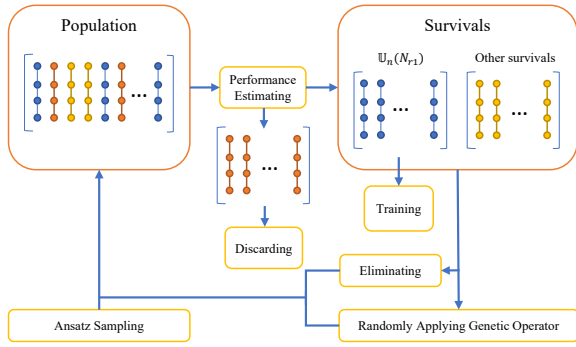 Population
Survivals
...
Performance
Estimating
𝕌ₙ(Nᵣ₁)
Other survivals
...
...
...
Training
Discarding
Eliminating
Ansatz Sampling
Randomly Applying Genetic Operator